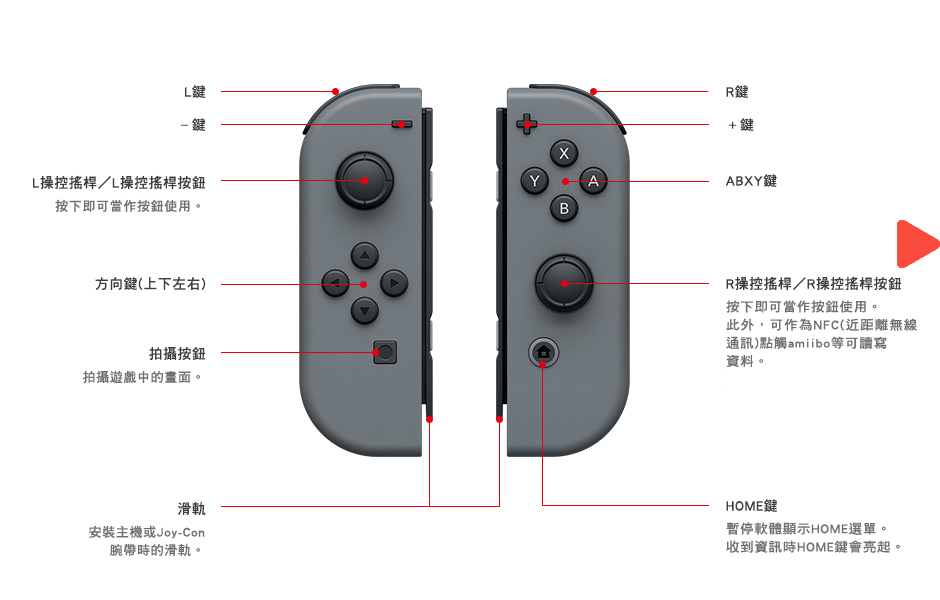 L鍵
－鍵
L操控搖桿／L操控搖桿按鈕
按下即可當作按鈕使用。
方向鍵(上下左右)
拍攝按鈕
拍攝遊戲中的畫面。
滑軌
安裝主機或Joy-Con
腕帶時的滑軌。
X
Y
A
B
R鍵
＋鍵
ABXY鍵
R操控搖桿／R操控搖桿按鈕
按下即可當作按鈕使用。
此外，可作為NFC(近距離無線
通訊)點觸amiibo等可讀寫
資料。
HOME鍵
暫停軟體顯示HOME選單。
收到資訊時HOME鍵會亮起。